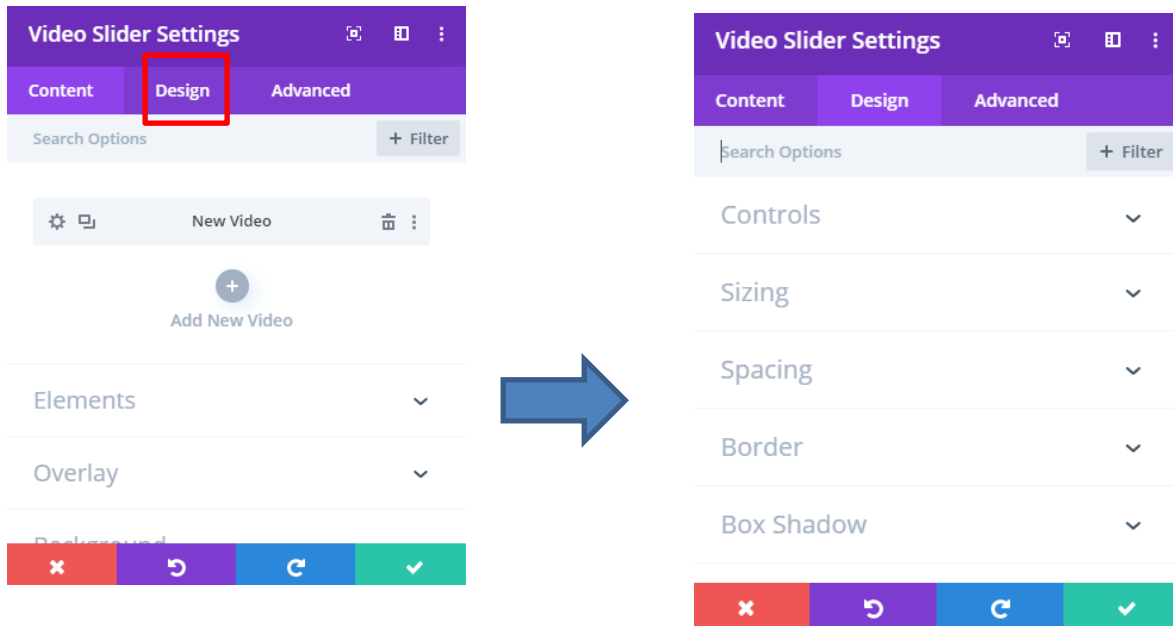 Video Slider Settings
Content Design Advanced
Search Options + Filter
New Video
Add New Video
Elements
Overlay
Background
Video Slider Settings
Content Design Advanced
Search Options + Filter
Controls
Sizing
Spacing
Border
Box Shadow